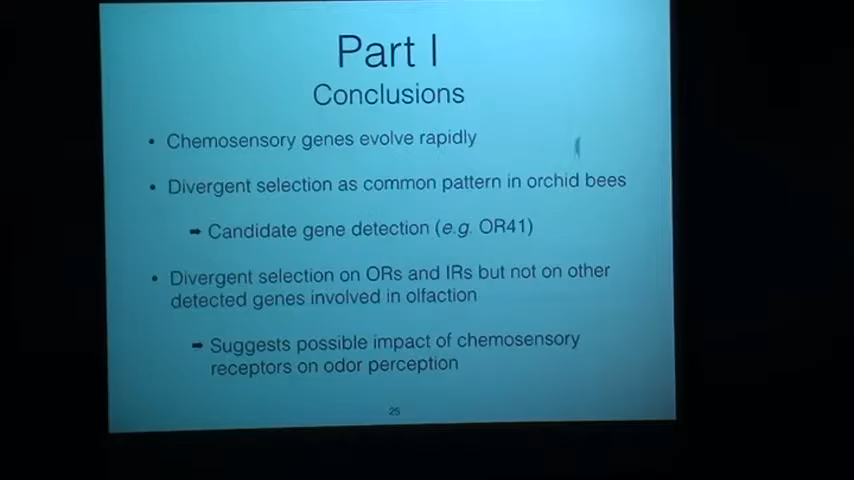 Part I
Conclusions
• Chemosensory genes evolve rapidly
• Divergent selection as common pattern in orchid bees
➡ Candidate gene detection (e.g. OR41)
• Divergent selection on ORs and IRs but not on other
detected genes involved in olfaction
➡ Suggests possible impact of chemosensory
receptors on odor perception
25